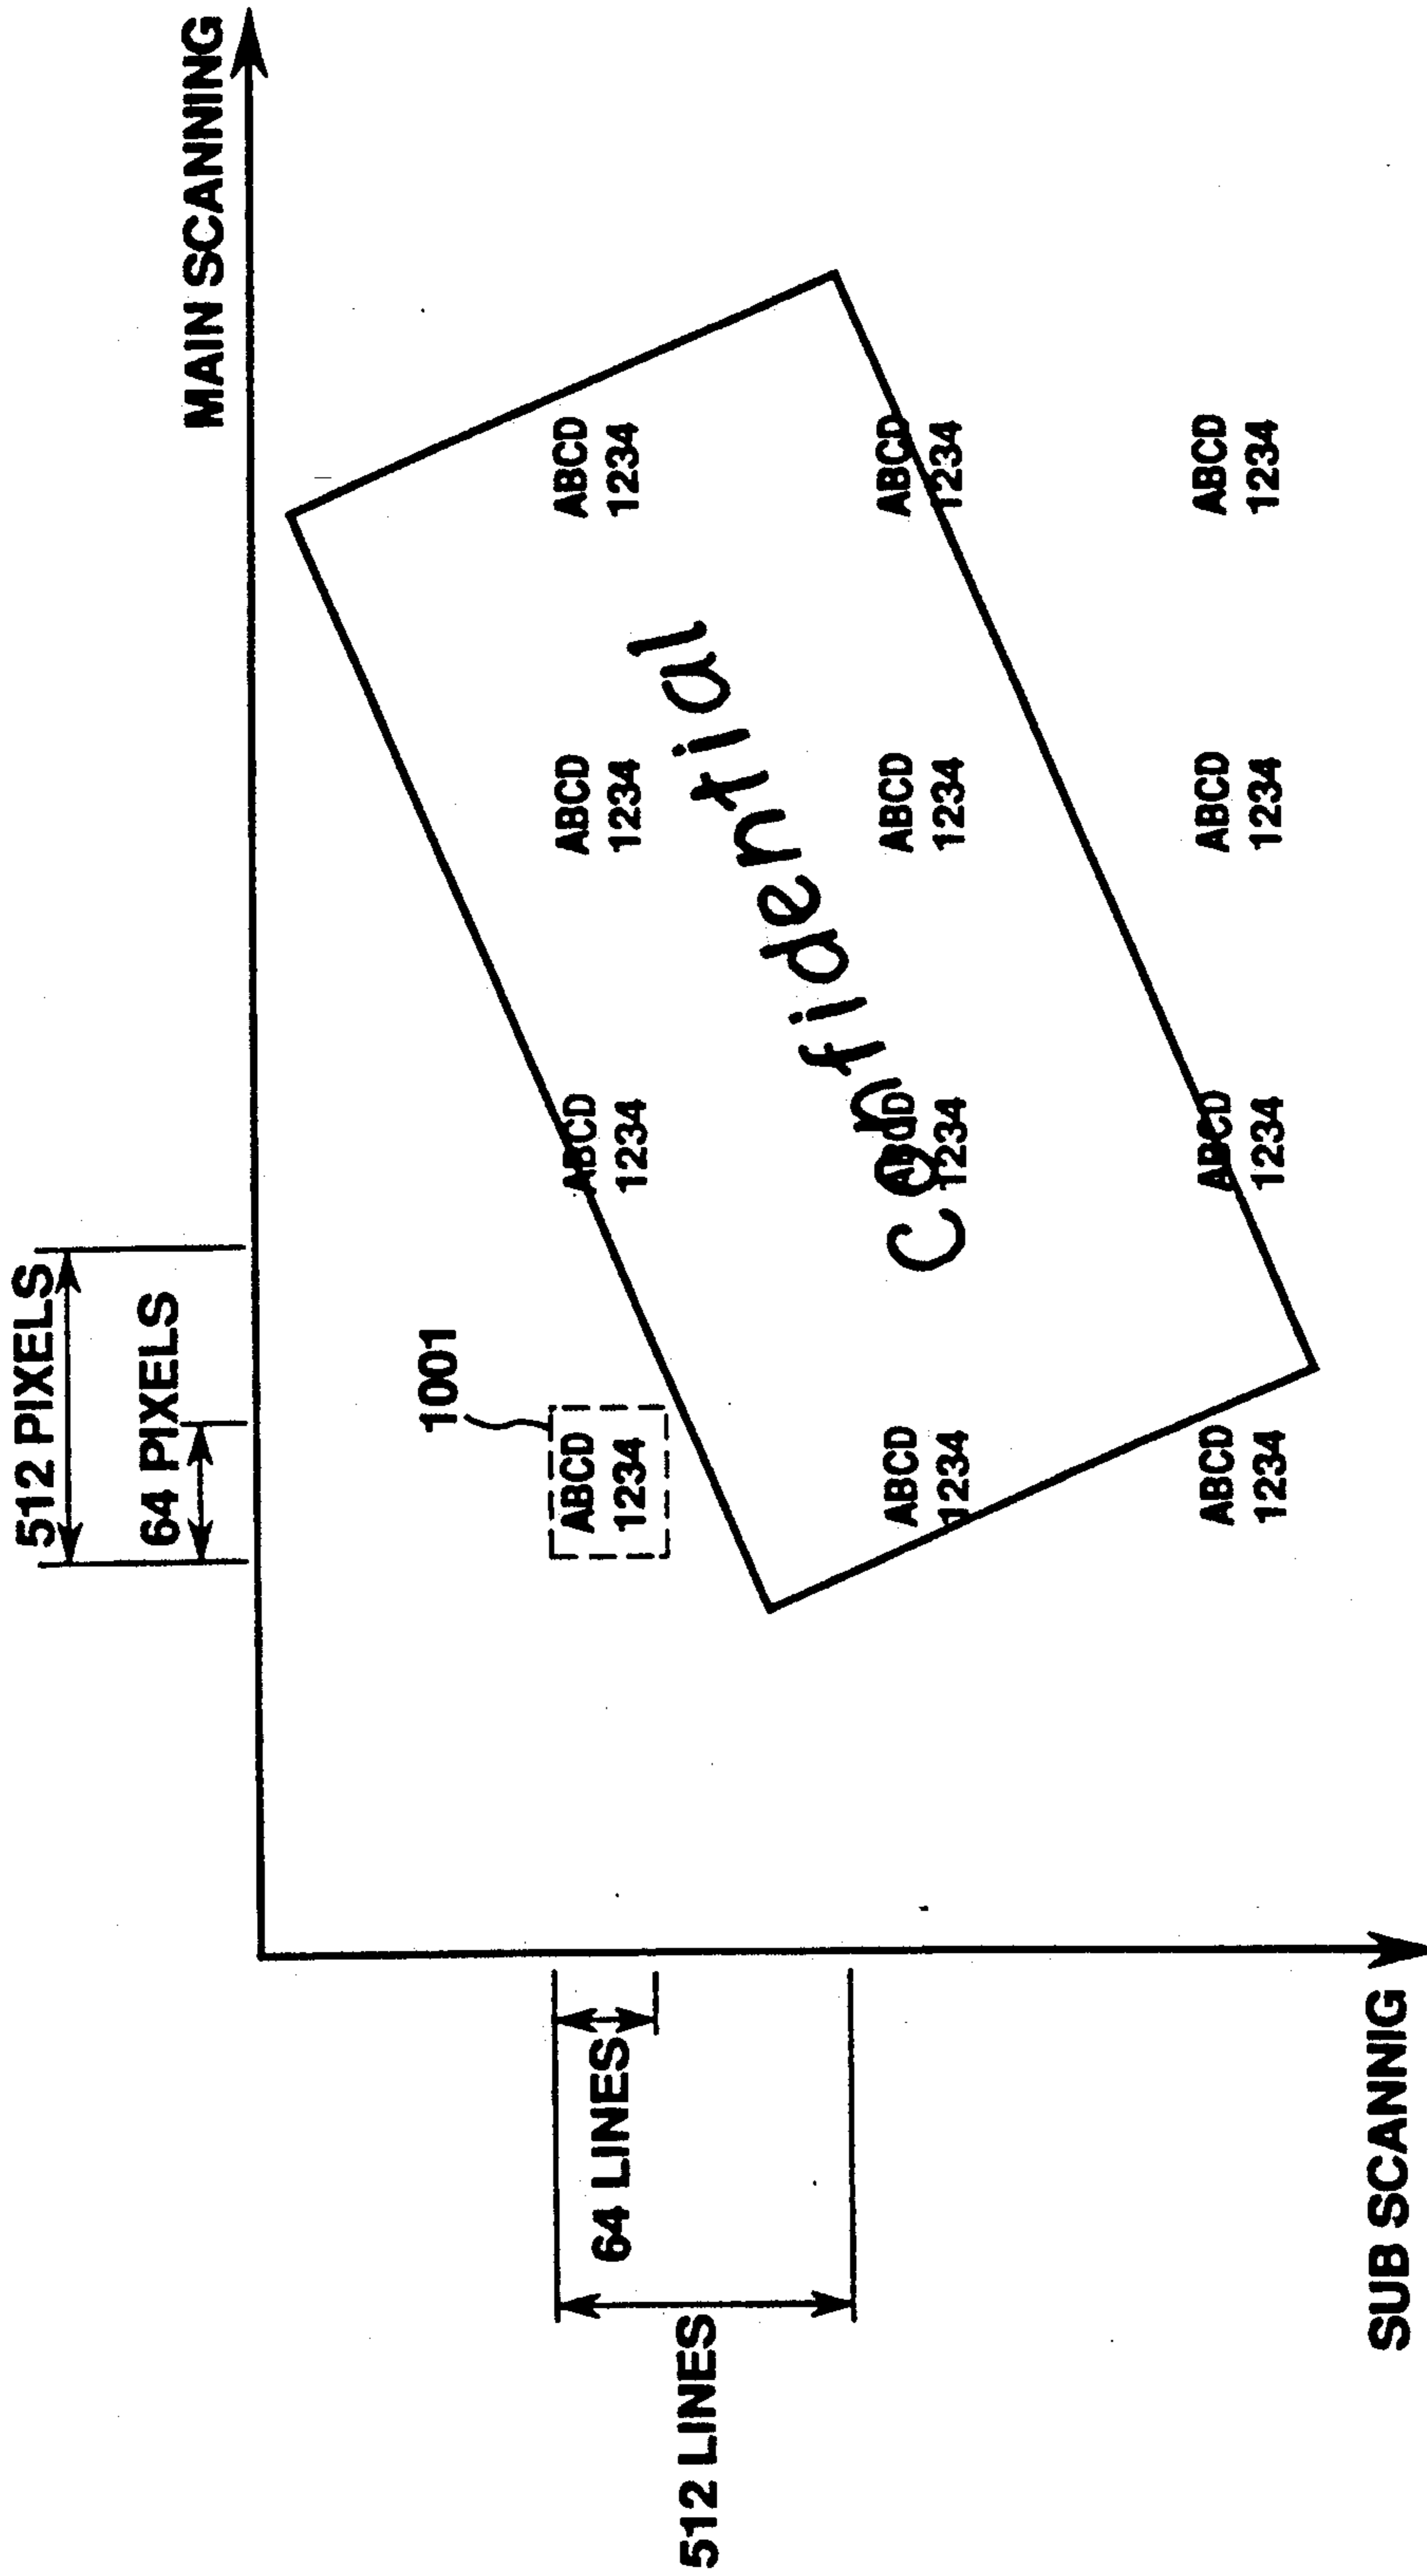 512 PIXELS
64 PIXELS
MAIN SCANNING
1001
ABCD
1234
ABCD
1234
ABCD
1234
ABCD
1234
Confidential
64 LINES
512 LINES
ABCD
1234
ABCD
1234
ABCD
1234
ABCD
1234
ABCD
1234
ABCD
1234
ABCD
1234
ABCD
1234
SUB SCANNIG